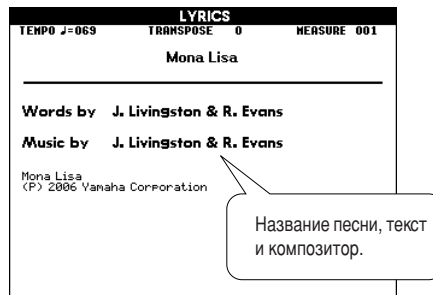 LYRICS
TEMPO ♩=069 TRANSPOSE 0 MEASURE 001
Mona Lisa
Words by J. Livingston & R. Evans
Music by J. Livingston & R. Evans
Mona Lisa
(P) 2006 Yamaha Corporation
Название песни, текст
и композитор.